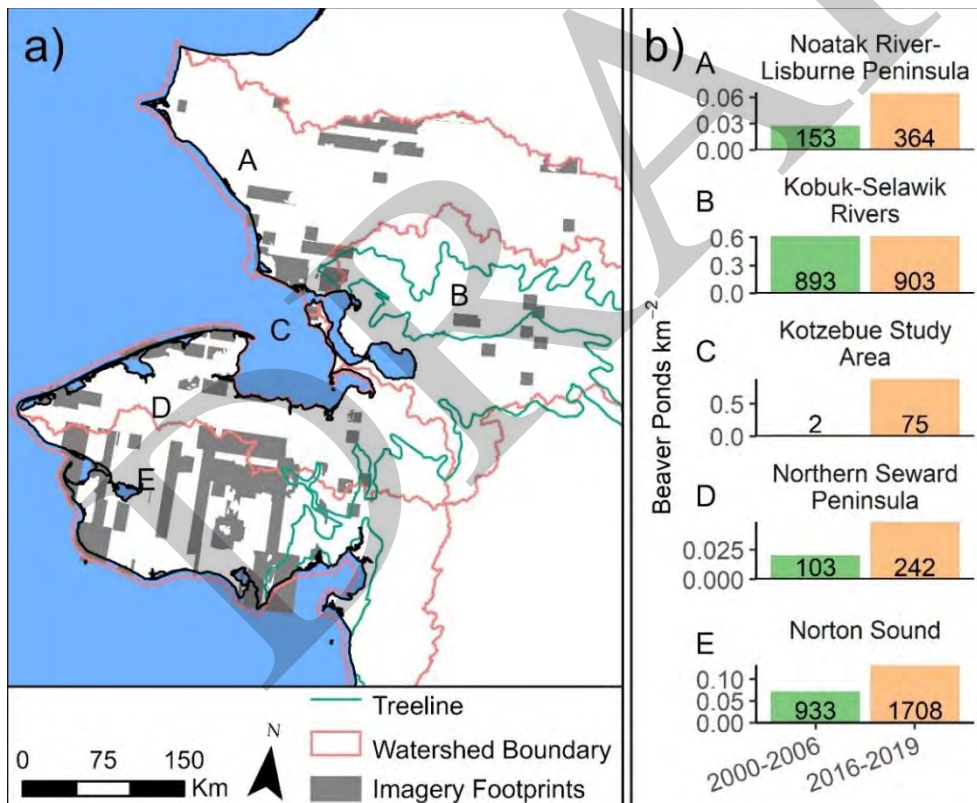 a)
A
B
C
D
E
Treeline
Watershed Boundary
Imagery Footprints
N
0 75 150
Km
b)
A
Noatak River-
Lisburne Peninsula
0.06
0.03
0.00
153 364
B
Kobuk-Selawik
Rivers
0.6
0.3
0.0
893 903
C
Kotzebue Study
Area
0.5
0.0
2 75
D
Northern Seward
Peninsula
0.025
0.000
103 242
E
Norton Sound
0.10
0.05
0.00
933 1708
2000-2006
2016-2019
Beaver Ponds km⁻²
DRA